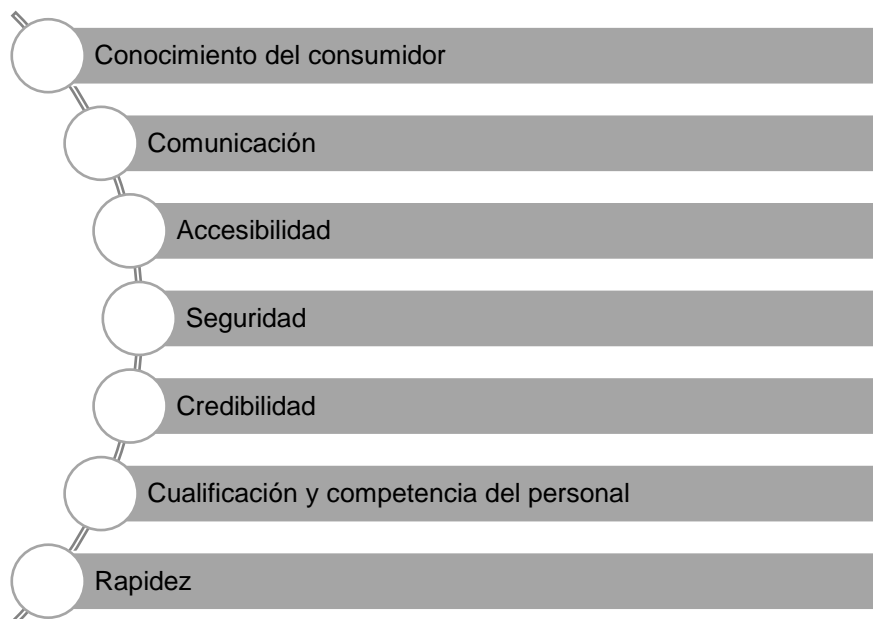 Conocimiento del consumidor
Comunicación
Accesibilidad
Seguridad
Credibilidad
Cualificación y competencia del personal
Rapidez